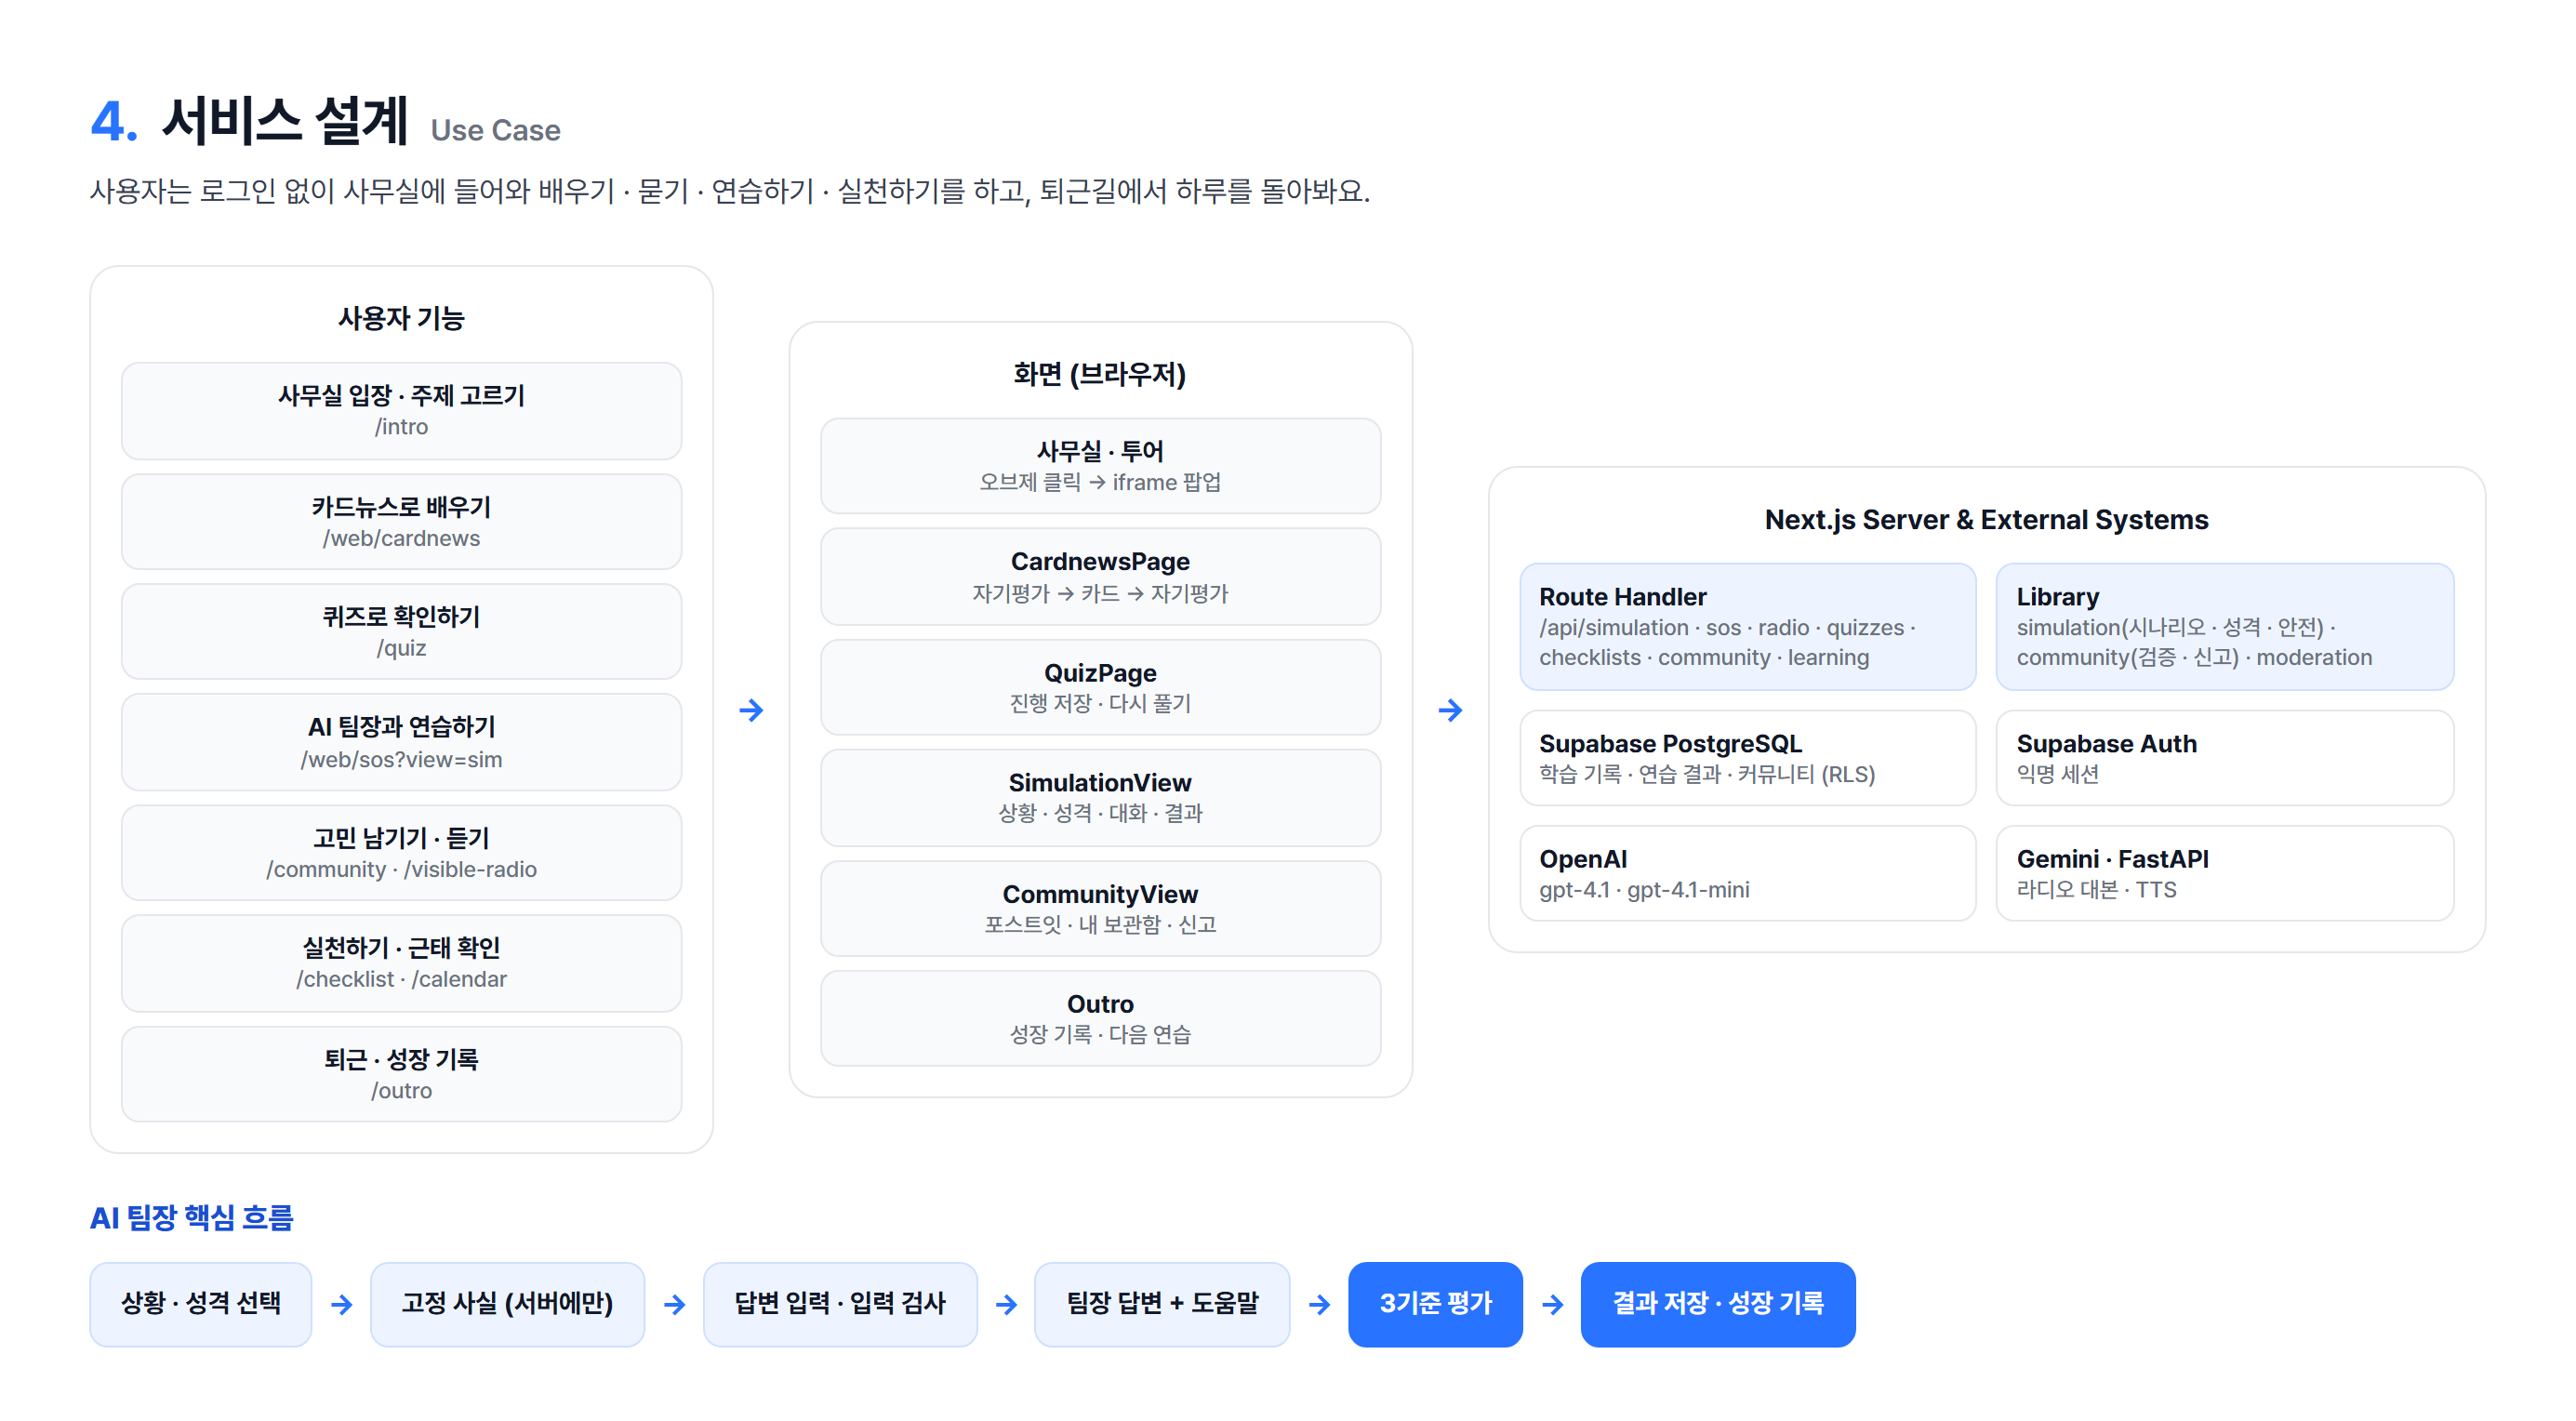 4. 서비스 설계 Use Case
사용자는 로그인 없이 사무실에 들어와 배우기 · 묻기 · 연습하기 · 실천하기를 하고, 퇴근길에서 하루를 돌아봐요.
사용자 기능
사무실 입장 · 주제 고르기
/intro
카드뉴스로 배우기
/web/cardnews
퀴즈로 확인하기
/quiz
AI 팀장과 연습하기
/web/sos?view=sim
고민 남기기 · 듣기
/community · /visible-radio
실천하기 · 근태 확인
/checklist · /calendar
퇴근 · 성장 기록
/outro
→
화면 (브라우저)
사무실 · 투어
오브제 클릭 → iframe 팝업
CardnewsPage
자기평가 → 카드 → 자기평가
QuizPage
진행 저장 · 다시 풀기
SimulationView
상황 · 성격 · 대화 · 결과
CommunityView
포스트잇 · 내 보관함 · 신고
Outro
성장 기록 · 다음 연습
→
Next.js Server & External Systems
Route Handler
/api/simulation · sos · radio · quizzes ·
checklists · community · learning
Library
simulation(시나리오 · 성격 · 안전) ·
community(검증 · 신고) · moderation
Supabase PostgreSQL
학습 기록 · 연습 결과 · 커뮤니티 (RLS)
Supabase Auth
익명 세션
OpenAI
gpt-4.1 · gpt-4.1-mini
Gemini · FastAPI
라디오 대본 · TTS
AI 팀장 핵심 흐름
상황 · 성격 선택 → 고정 사실 (서버에만) → 답변 입력 · 입력 검사 → 팀장 답변 + 도움말 → 3기준 평가 → 결과 저장 · 성장 기록